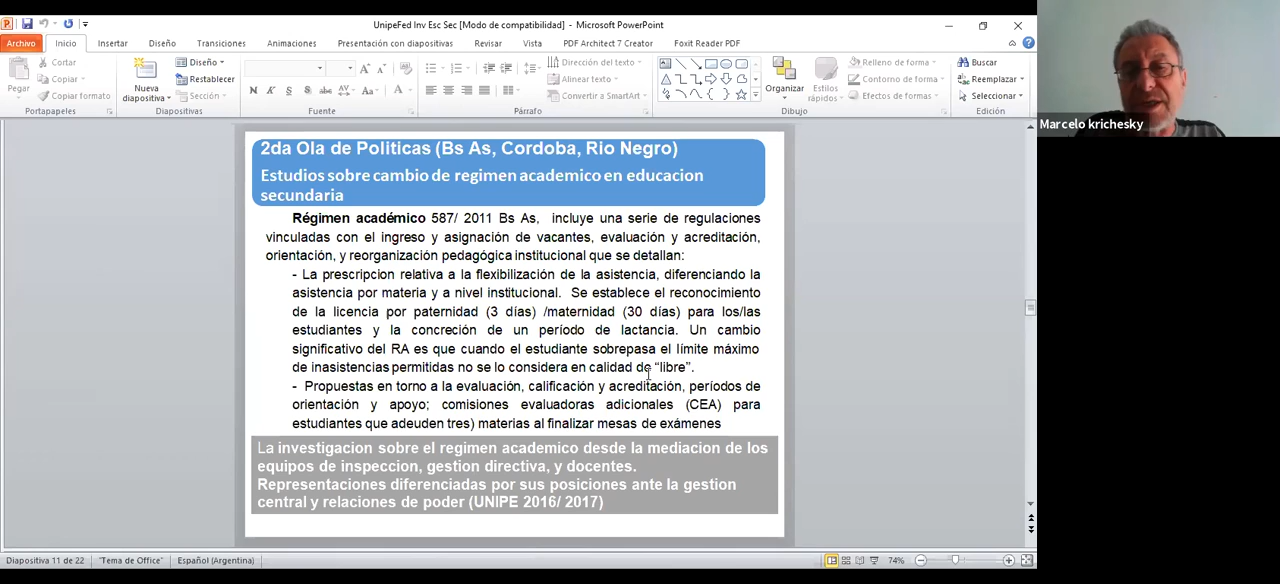 UnipeFed Inv Esc Sec [Modo de compatibilidad] - Microsoft PowerPoint
Archivo Inicio Insertar Diseño Transiciones Animaciones Presentación con diapositivas Revisar Vista PDF Architect 7 Creator Foxit Reader PDF
Pegar
Cortar
Copiar
Copiar formato
Portapapeles
Nueva
diapositiva
Diseño
Restablecer
Sección
Diapositivas
N K S S abc AV Aa A
Fuente
Dirección del texto
Alinear texto
Convertir a SmartArt
Párrafo
Organizar
Estilos
rápidos
Relleno de forma
Contorno de forma
Efectos de formas
Dibujo
Buscar
Reemplazar
Seleccionar
Edición
Marcelo krichesky
2da Ola de Politicas (Bs As, Cordoba, Rio Negro)
Estudios sobre cambio de regimen academico en educacion
secundaria
Régimen académico 587/ 2011 Bs As, incluye una serie de regulaciones
vinculadas con el ingreso y asignación de vacantes, evaluación y acreditación,
orientación, y reorganización pedagógica institucional que se detallan:
- La prescripcion relativa a la flexibilización de la asistencia, diferenciando la
asistencia por materia y a nivel institucional. Se establece el reconocimiento
de la licencia por paternidad (3 días) /maternidad (30 días) para los/las
estudiantes y la concreción de un período de lactancia. Un cambio
significativo del RA es que cuando el estudiante sobrepasa el límite máximo
de inasistencias permitidas no se lo considera en calidad de “libre”.
- Propuestas en torno a la evaluación, calificación y acreditación, períodos de
orientación y apoyo; comisiones evaluadoras adicionales (CEA) para
estudiantes que adeuden tres) materias al finalizar mesas de exámenes
La investigacion sobre el regimen academico desde la mediacion de los
equipos de inspeccion, gestion directiva, y docentes.
Representaciones diferenciadas por sus posiciones ante la gestion
central y relaciones de poder (UNIPE 2016/ 2017)
Diapositiva 11 de 22 "Tema de Office" Español (Argentina) 74%